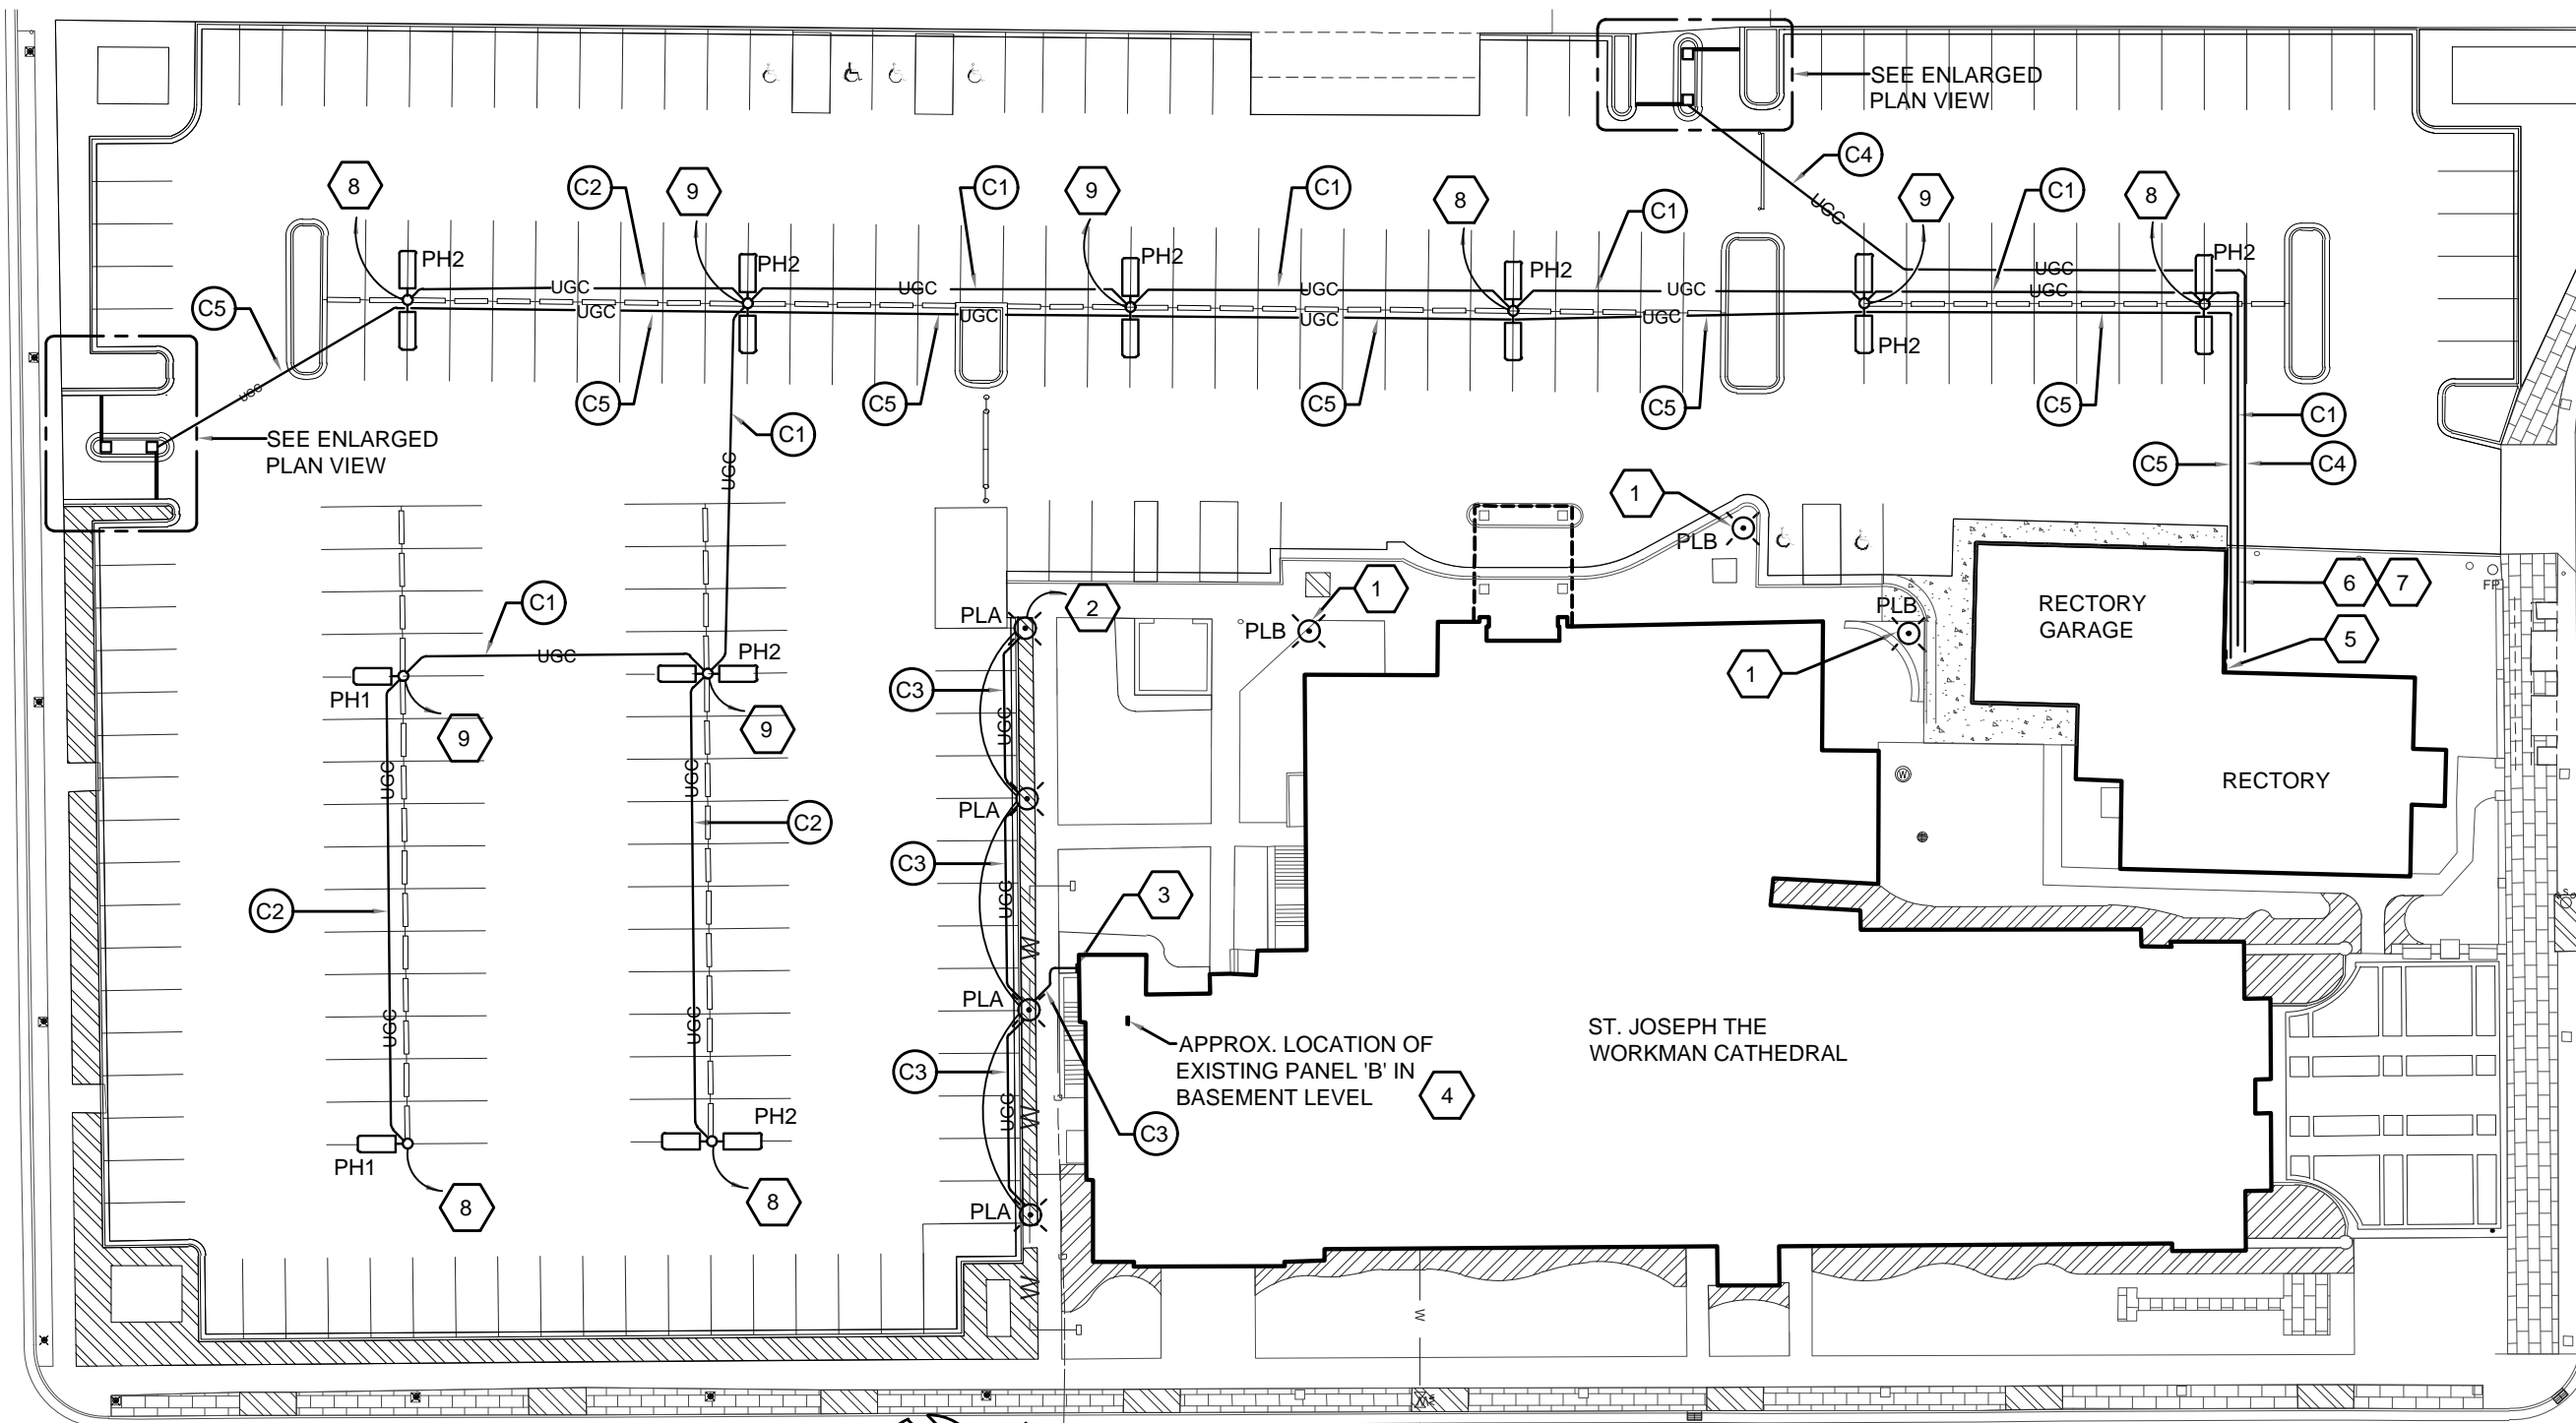 SEE ENLARGED
PLAN VIEW
C4
8
C2
9
C1
9
C1
8
C1
9
C1
8
UGC
PH2
PH2
PH2
PH2
PH2
PH2
UGC
UGC
UGC
UGC
UGC
UGC
C5
UGC
UGC
UGC
UGC
UGC
C5
C5
C5
C5
C5
C1
C1
SEE ENLARGED
PLAN VIEW
UGC
C5
C4
1
PLB
1
2
PLA
PLB
PLB
1
C1
UGC
RECTORY
GARAGE
6
7
FP
5
PH1
PH2
9
9
C3
UGC
UGC
UGC
PLA
RECTORY
W
C2
C3
UGC
C2
3
W
PLA
UGC
UGC
APPROX. LOCATION OF
EXISTING PANEL 'B' IN
BASEMENT LEVEL
4
ST. JOSEPH THE
WORKMAN CATHEDRAL
C3
UGC
W
C3
G
PH1
PH2
8
8
PLA
G
W
W